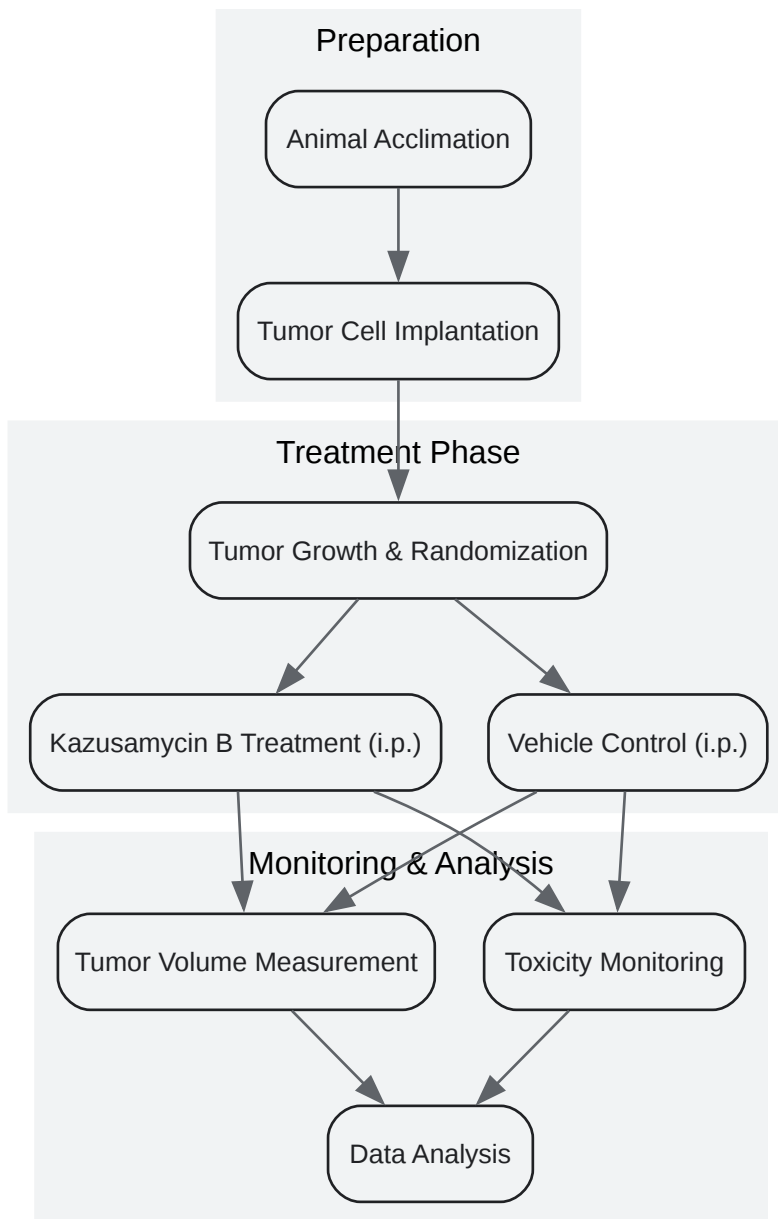 Preparation
Animal Acclimation
Tumor Cell Implantation
Treatment Phase
Tumor Growth & Randomization
Kazusamycin B Treatment (i.p.)
Vehicle Control (i.p.)
Monitoring & Analysis
Tumor Volume Measurement
Toxicity Monitoring
Data Analysis